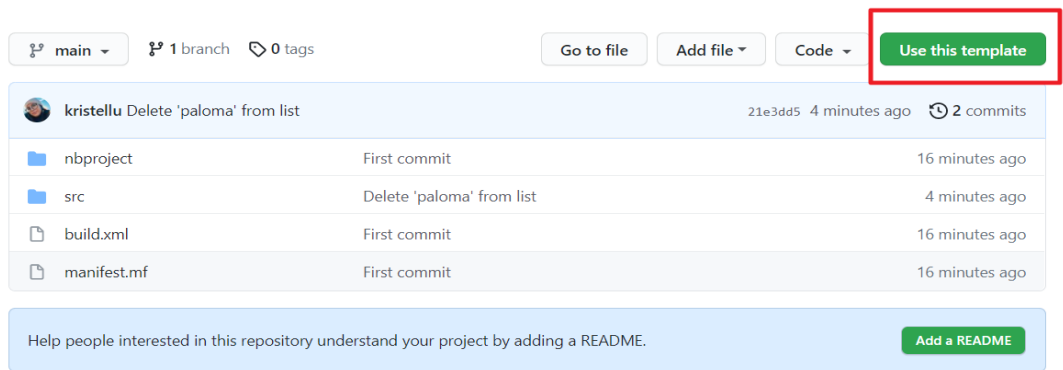 main 1 branch 0 tags Go to file Add file Code Use this template
kristellu Delete 'paloma' from list 21e3dd5 4 minutes ago 2 commits
nbproject First commit 16 minutes ago
src Delete 'paloma' from list 4 minutes ago
build.xml First commit 16 minutes ago
manifest.mf First commit 16 minutes ago
Help people interested in this repository understand your project by adding a README. Add a README